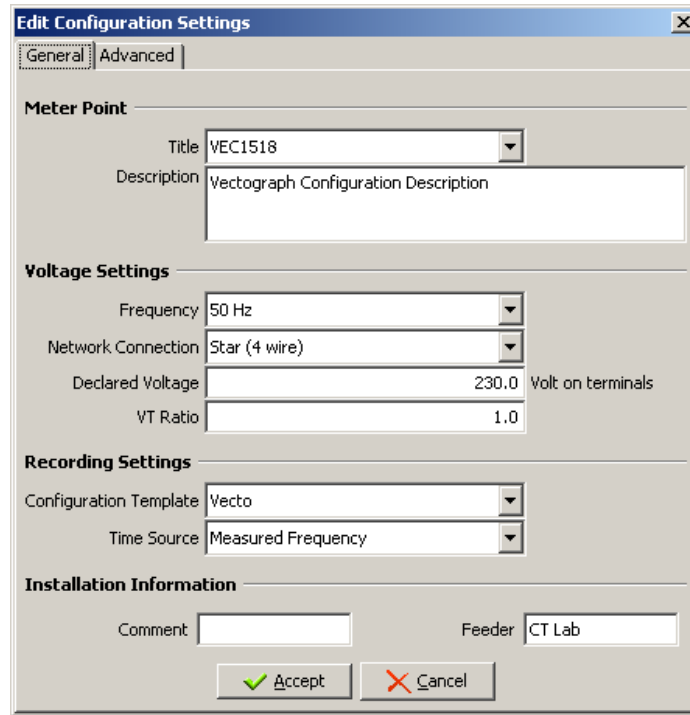 Edit Configuration Settings
General Advanced
Meter Point
Title VEC1518
Description Vectograph Configuration Description
Voltage Settings
Frequency 50 Hz
Network Connection Star (4 wire)
Declared Voltage 230.0 Volt on terminals
VT Ratio 1.0
Recording Settings
Configuration Template Vecto
Time Source Measured Frequency
Installation Information
Comment Feeder CT Lab
Accept Cancel